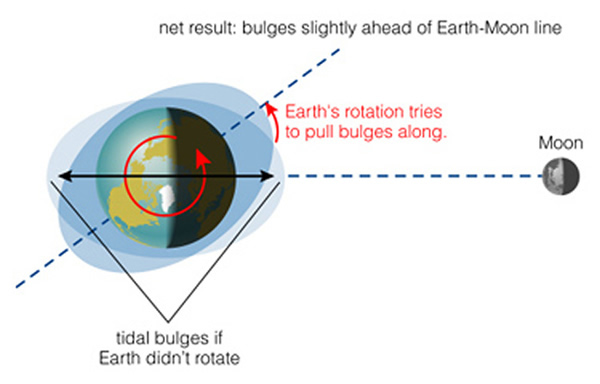 net result: bulges slightly ahead of Earth-Moon line
Earth's rotation tries
to pull bulges along.
Moon
tidal bulges if
Earth didn't rotate